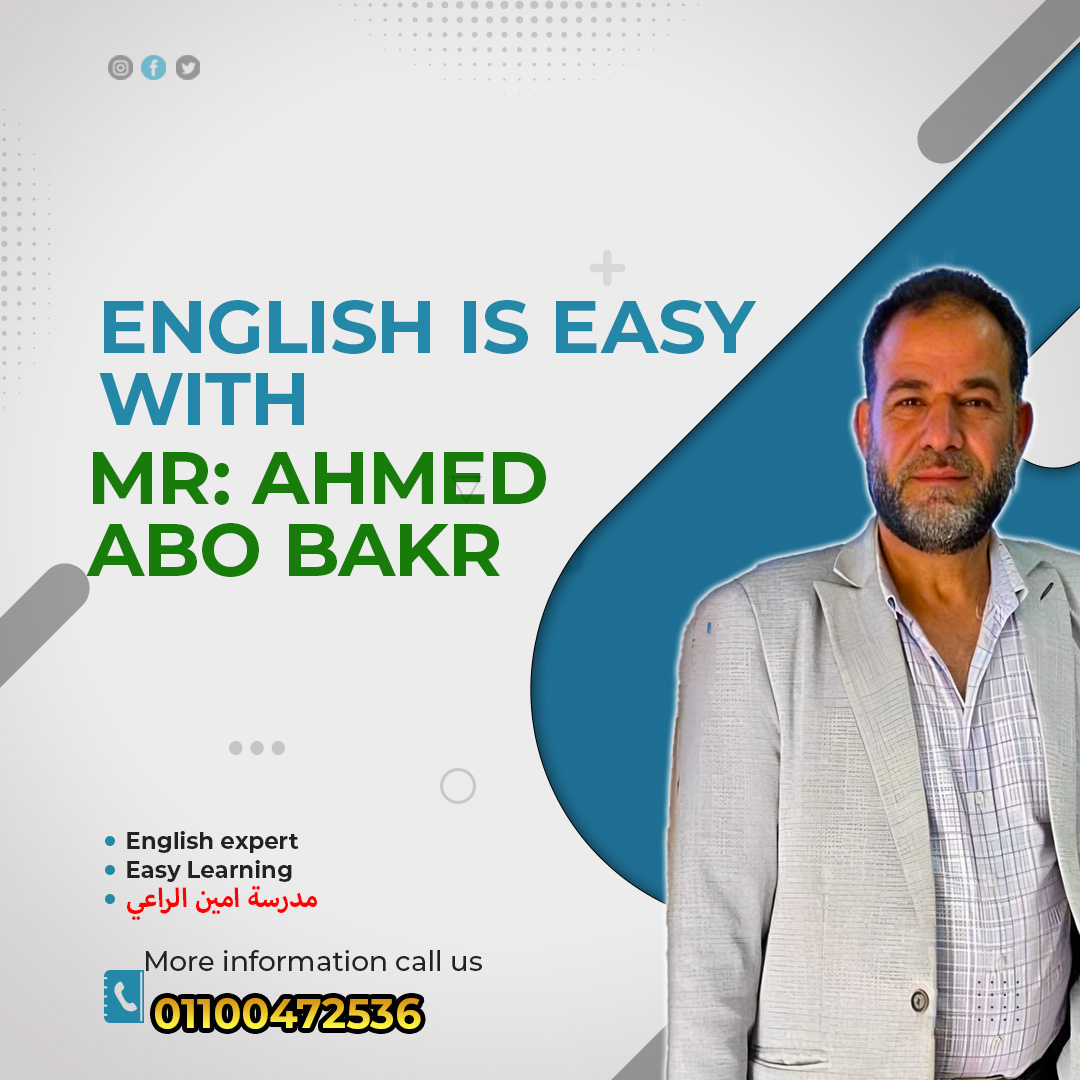 ENGLISH IS EASY
WITH
MR: AHMED
ABO BAKR
English expert
Easy Learning
مدرسة امين الراعي
More information call us
01100472536